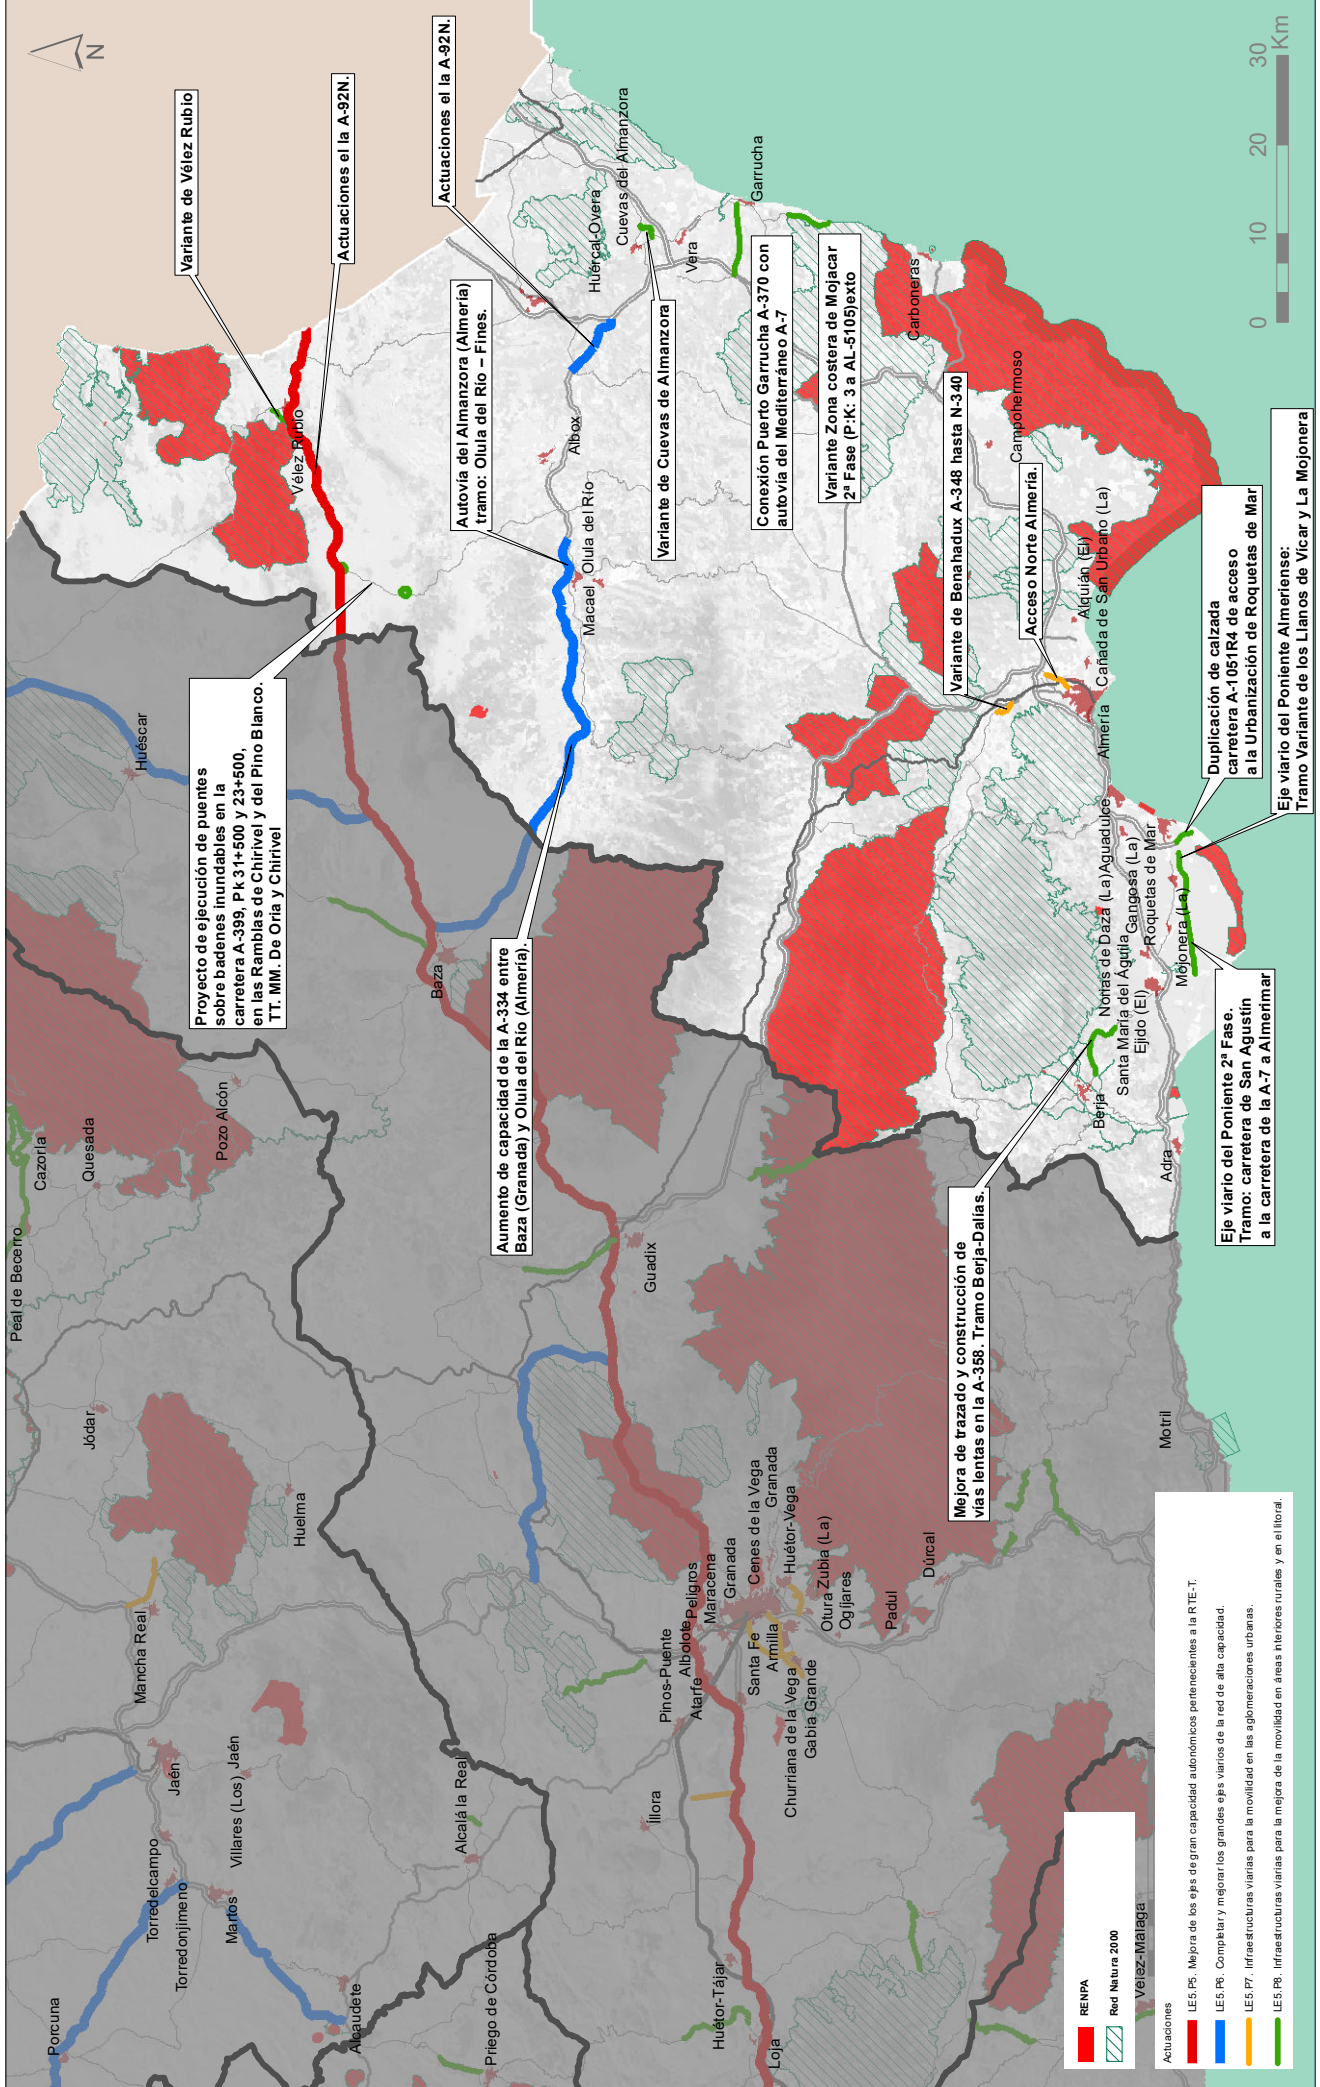 N
Variante de Vélez Rubio
Actuaciones el la A-92N.
Actuaciones el la A-92N.
Autovía del Almanzora (Almería)
tramo: Olula del Río – Fines.
Variante de Cuevas de Almanzora
Conexión Puerto Garrucha A-370 con
autovía del Mediterráneo A-7
Variante Zona costera de Mojacar
2ª Fase (P:K: 3 a AL-5105)exto
Variante de Benahadux A-348 hasta N-340
Acceso Norte Almería.
Duplicación de calzada
carretera A-1051R4 de acceso
a la Urbanización de Roquetas de Mar
Eje viario del Poniente Almeriense:
Tramo Variante de los Llanos de Vícar y La Mojonera
Eje viario del Poniente 2ª Fase.
Tramo: carretera de San Agustín
a la carretera de la A-7 a Almerimar
Mejora de trazado y construcción de
vías lentas en la A-358. Tramo Berja-Dalías.
Aumento de capacidad de la A-334 entre
Baza (Granada) y Olula del Río (Almería).
Proyecto de ejecución de puentes
sobre badenes inundables en la
carretera A-399, Pk 31+500 y 23+500,
en las Ramblas de Chirivel y del Pino Blanco.
TT. MM. De Oria y Chirivel
Vélez Rubio
Huércal-Overa
Cuevas del Almanzora
Garrucha
Vera
Albox
Olula del Río
Macael
Carboneras
Campohermoso
Alquián (El)
Cañada de San Urbano (La)
Almería
Aguadulce
Norias de Daza (La)
Gangosa (La)
Roquetas de Mar
Santa María del Águila
Ejido (El)
Mojonera (La)
Berja
Adra
Huéscar
Baza
Pozo Alcón
Quesada
Cazorla
Peal de Becerro
Guadix
Jódar
Huelma
Motril
Mancha Real
Jaén
Jaén
Villares (Los)
Torredelcampo
Torredonjimeno
Martos
Porcuna
Alcaudete
Alcalá la Real
Priego de Córdoba
Pinos-Puente
Albolote
Atarfe
Peligros
Maracena
Granada
Cenes de la Vega
Granada
Huétor-Vega
Santa Fe
Armilla
Churriana de la Vega
Gabia Grande
Otura
Zubia (La)
Ogíjares
Padul
Dúrcal
Íllora
Huétor-Tájar
Loja
Vélez-Málaga
0 10 20 30
Km
RENPA
Red Natura 2000
Actuaciones
LE5.P5. Mejora de los ejes de gran capacidad autonómicos pertenecientes a la RTE-T.
LE5.P6. Completar y mejorar los grandes ejes viarios de la red de alta capacidad.
LE5.P7. Infraestructuras viarias para la movilidad en las aglomeraciones urbanas.
LE5.P8. Infraestructuras viarias para la mejora de la movilidad en áreas interiores rurales y en el litoral.